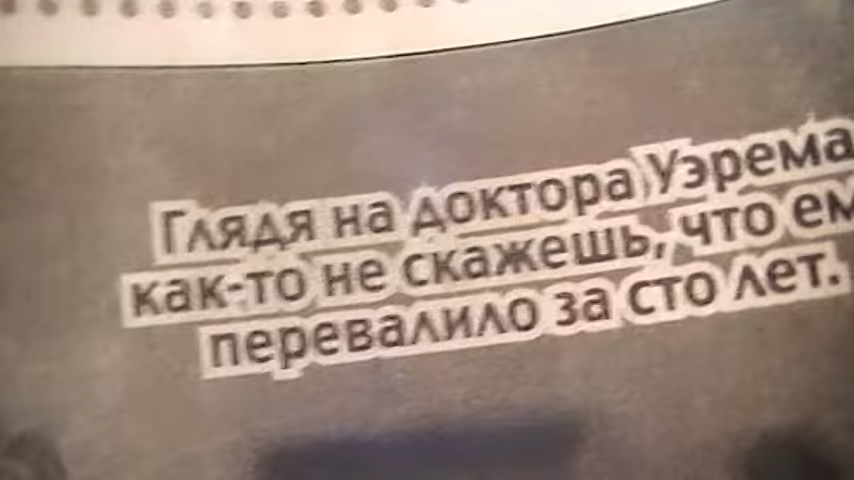 Глядя на доктора Уэрема
как-то не скажешь, что ем
перевалило за сто лет.